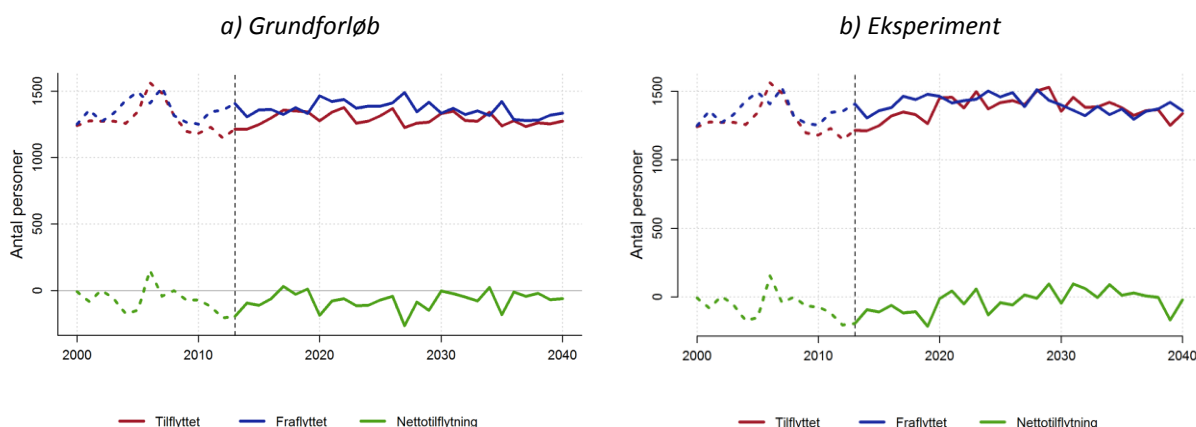 a) Grundforløb
Antal personer
1500
1000
500
0
2000 2010 2020 2030 2040
Tilflyttet Fraflyttet Nettotilflytning
b) Eksperiment
Antal personer
1500
1000
500
0
2000 2010 2020 2030 2040
Tilflyttet Fraflyttet Nettotilflytning